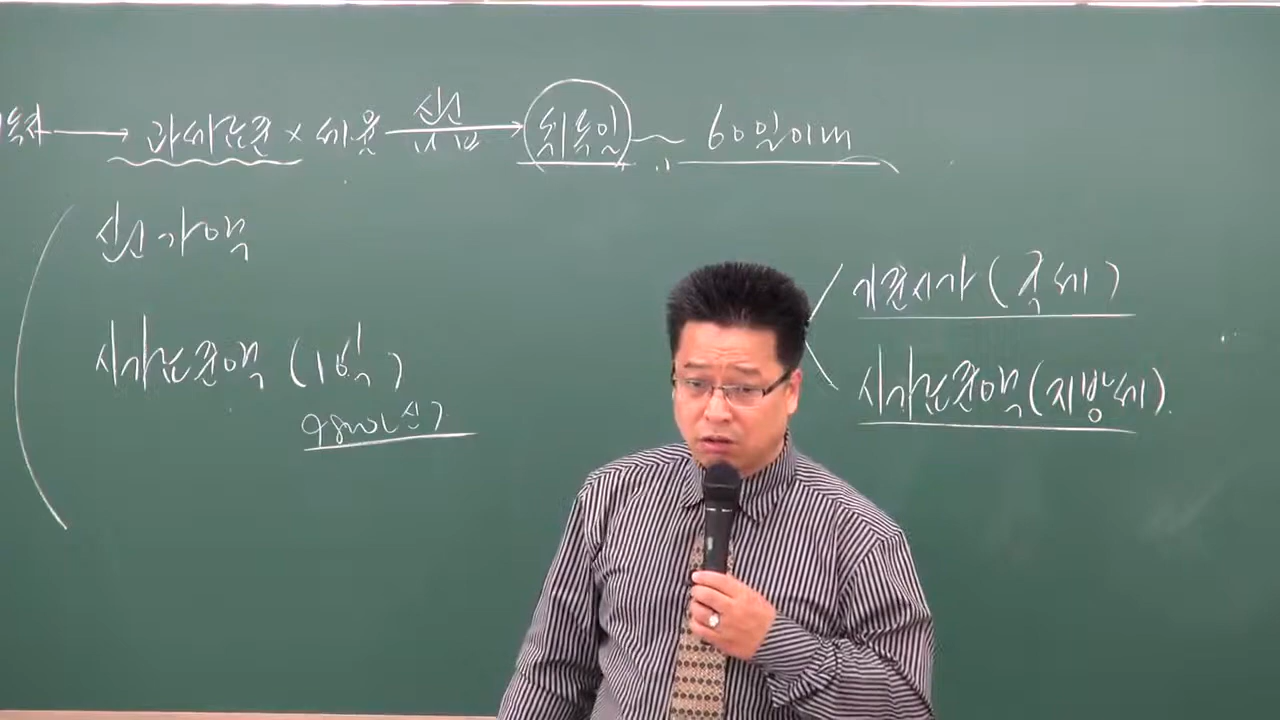 과세표준 × 세율 신고 납부 취득일 ~ 60일이내
신고가액
시가표준액 (1억)
기준시가 (국세)
시가표준액 (지방세)